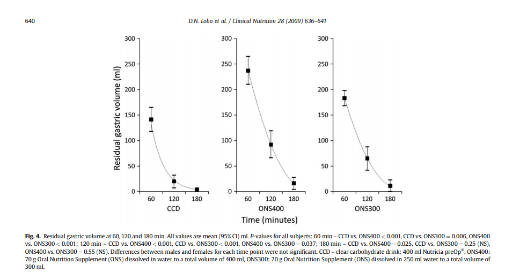 640
D.N. Lobo et al. / Clinical Nutrition 28 (2009) 636–641
Residual gastric volume (ml)
300
250
200
150
100
50
0
60 120 180
CCD
300
250
200
150
100
50
0
60 120 180
ONS400
300
250
200
150
100
50
0
60 120 180
ONS300
Time (minutes)
Fig. 4. Residual gastric volume at 60, 120 and 180 min. All values are mean (95% CI) ml. P-values for all subjects: 60 min – CCD vs. ONS400 < 0.001, CCD vs. ONS300 = 0.006, ONS400
vs. ONS300 < 0.001; 120 min – CCD vs. ONS400 < 0.001, CCD vs. ONS300 < 0.001, ONS400 vs. ONS300 = 0.037; 180 min – CCD vs. ONS400 = 0.025, CCD vs. ONS300 = 0.25 (NS),
ONS400 vs. ONS300 = 0.55 (NS). Differences between males and females for each time point were not significant. CCD – clear carbohydrate drink: 400 ml Nutricia preOp®, ONS400:
70 g Oral Nutrition Supplement (ONS) dissolved in water to a total volume of 400 ml, ONS300: 70 g Oral Nutrition Supplement (ONS) dissolved in 250 ml water to a total volume of
300 ml.